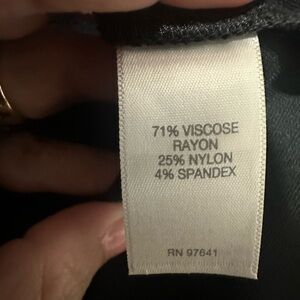 71% VISCOSE
RAYON
25% NYLON
4% SPANDEX
RN 97641